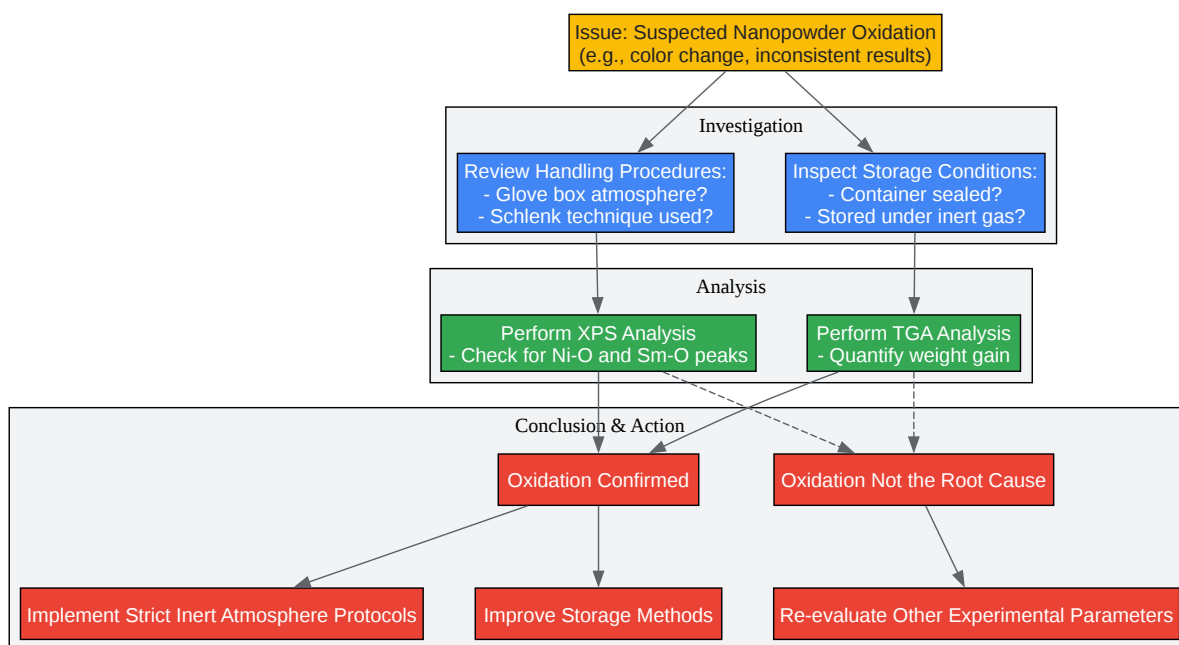 Issue: Suspected Nanopowder Oxidation
(e.g., color change, inconsistent results)
Investigation
Review Handling Procedures:
- Glove box atmosphere?
- Schlenk technique used?
Inspect Storage Conditions:
- Container sealed?
- Stored under inert gas?
Analysis
Perform XPS Analysis
- Check for Ni-O and Sm-O peaks
Perform TGA Analysis
- Quantify weight gain
Conclusion & Action
Oxidation Confirmed
Oxidation Not the Root Cause
Implement Strict Inert Atmosphere Protocols
Improve Storage Methods
Re-evaluate Other Experimental Parameters